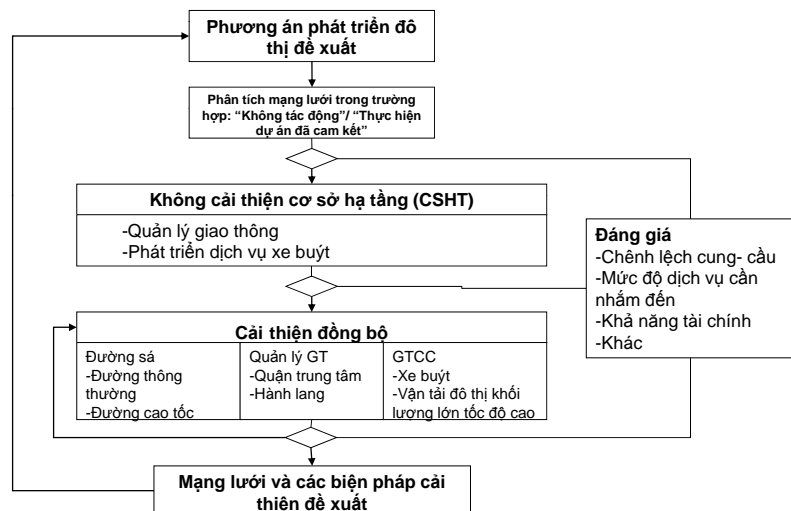 Phương án phát triển đô
thị đề xuất
Phân tích mạng lưới trong trường
hợp: “Không tác động”/ “Thực hiện
dự án đã cam kết”
Không cải thiện cơ sở hạ tầng (CSHT)
-Quản lý giao thông
-Phát triển dịch vụ xe buýt
Đáng giá
-Chênh lệch cung- cầu
-Mức độ dịch vụ cần
nhắm đến
-Khả năng tài chính
-Khác
Cải thiện đồng bộ
Đường sá
-Đường thông
thường
-Đường cao tốc
Quản lý GT
-Quận trung tâm
-Hành lang
GTCC
-Xe buýt
-Vận tải đô thị khối
lượng lớn tốc độ cao
Mạng lưới và các biện pháp cải
thiện đề xuất